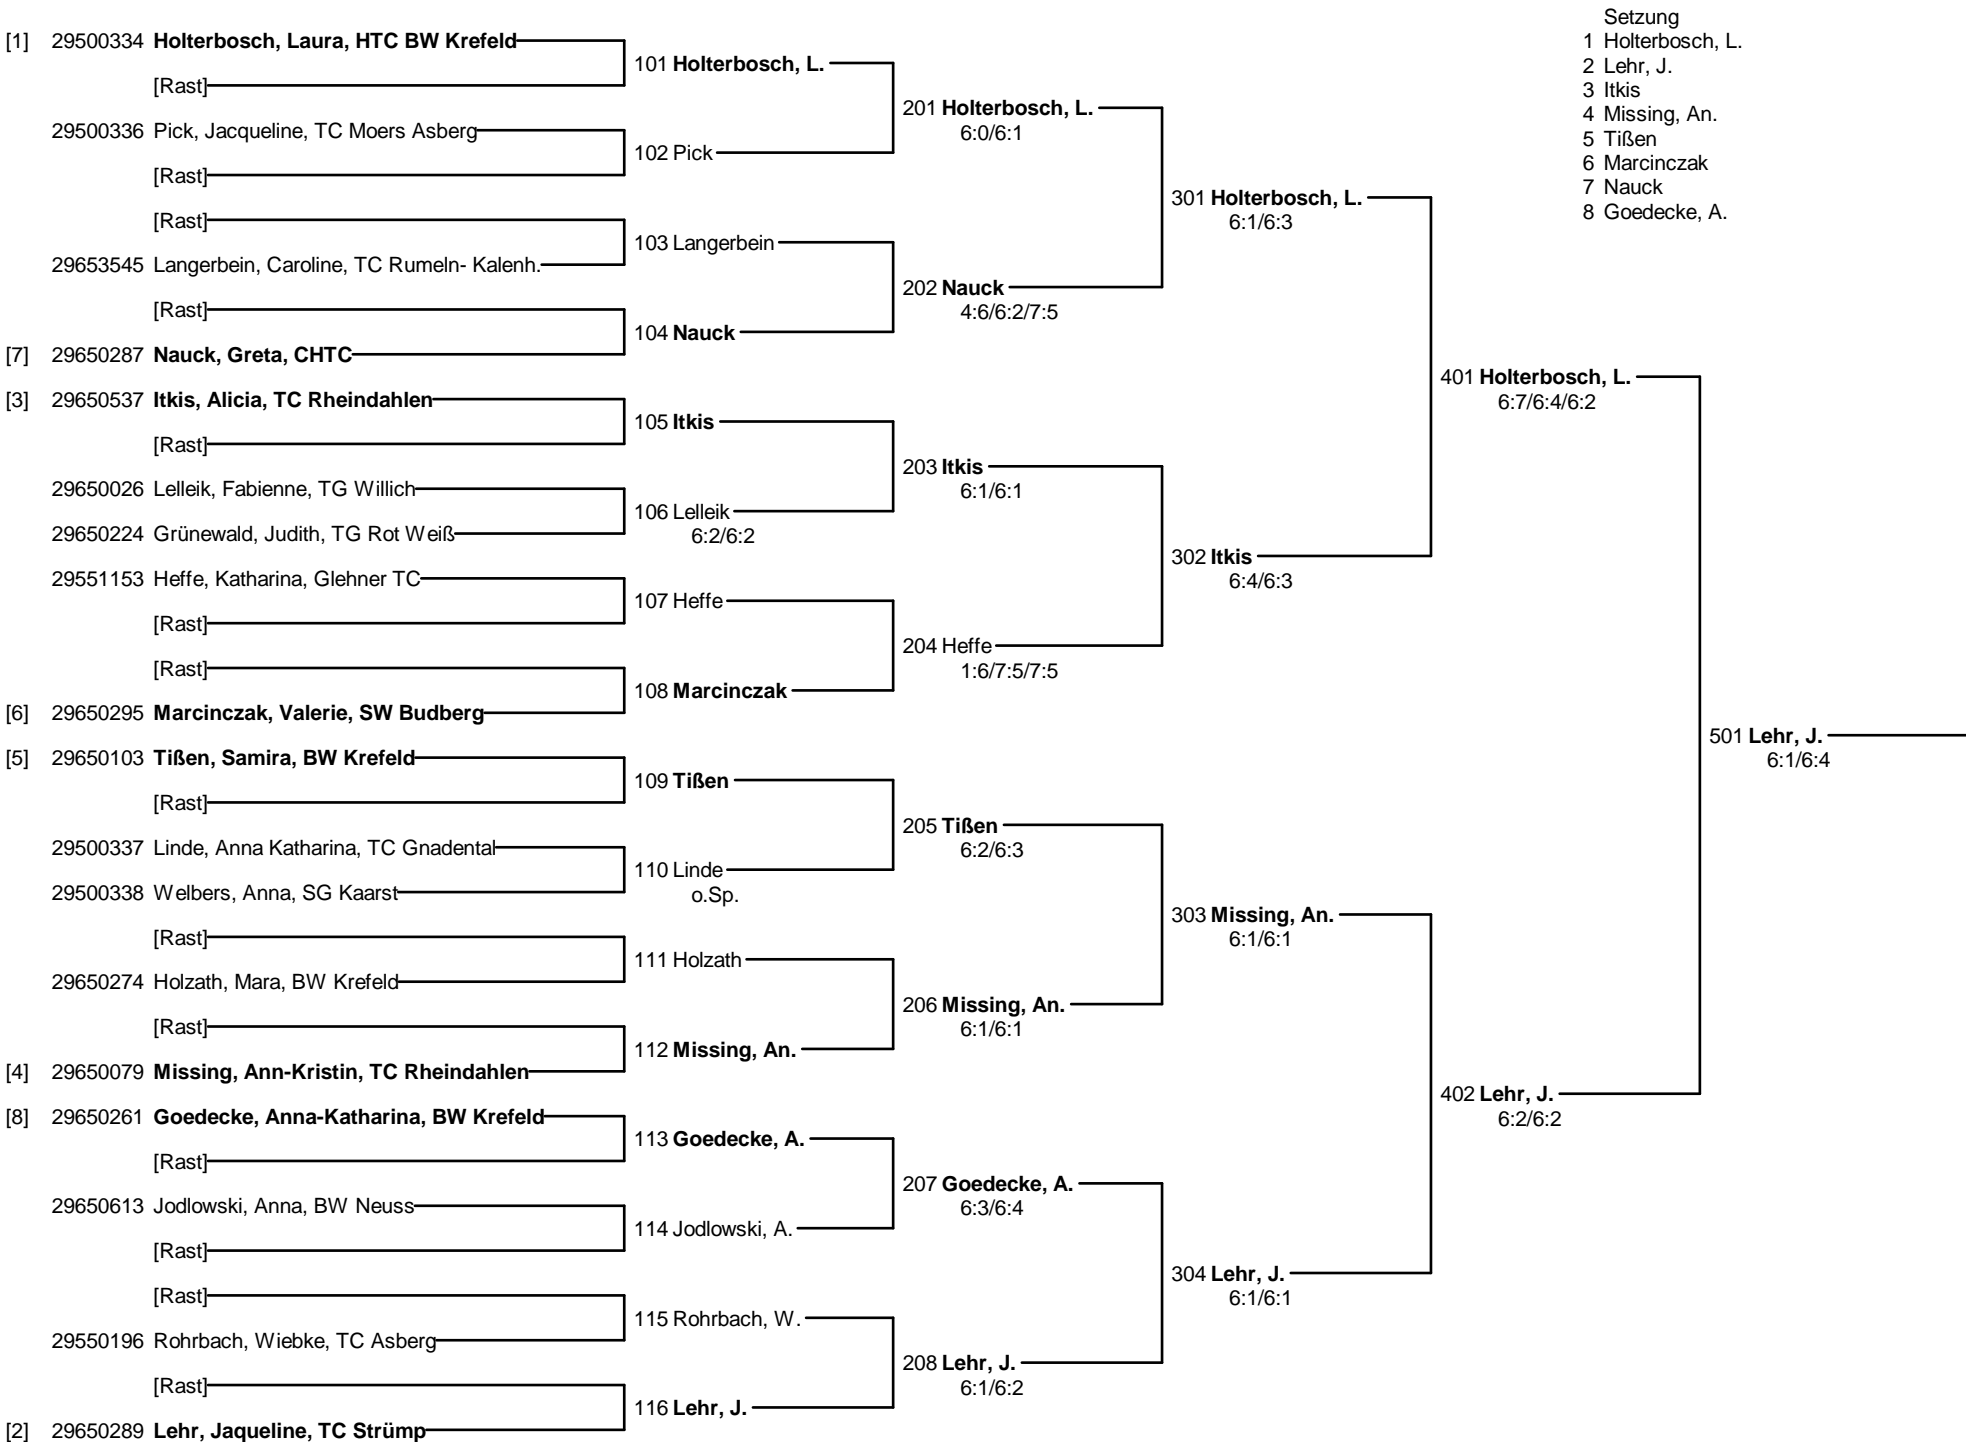 Setzung
1 Holterbosch, L.
2 Lehr, J.
3 Itkis
4 Missing, An.
5 Tißen
6 Marcinczak
7 Nauck
8 Goedecke, A.
[1] 29500334 Holterbosch, Laura, HTC BW Krefeld
[Rast]
29500336 Pick, Jacqueline, TC Moers Asberg
[Rast]
[Rast]
29653545 Langerbein, Caroline, TC Rumeln- Kalenh.
[Rast]
[7] 29650287 Nauck, Greta, CHTC
[3] 29650537 Itkis, Alicia, TC Rheindahlen
[Rast]
29650026 Lelleik, Fabienne, TG Willich
29650224 Grünewald, Judith, TG Rot Weiß
29551153 Heffe, Katharina, Glehner TC
[Rast]
[Rast]
[6] 29650295 Marcinczak, Valerie, SW Budberg
[5] 29650103 Tißen, Samira, BW Krefeld
[Rast]
29500337 Linde, Anna Katharina, TC Gnadental
29500338 Welbers, Anna, SG Kaarst
[Rast]
29650274 Holzath, Mara, BW Krefeld
[Rast]
[4] 29650079 Missing, Ann-Kristin, TC Rheindahlen
[8] 29650261 Goedecke, Anna-Katharina, BW Krefeld
[Rast]
29650613 Jodlowski, Anna, BW Neuss
[Rast]
[Rast]
29550196 Rohrbach, Wiebke, TC Asberg
[Rast]
[2] 29650289 Lehr, Jaqueline, TC Strümp
101 Holterbosch, L.
102 Pick
103 Langerbein
104 Nauck
105 Itkis
106 Lelleik
6:2/6:2
107 Heffe
108 Marcinczak
109 Tißen
110 Linde
o.Sp.
111 Holzath
112 Missing, An.
113 Goedecke, A.
114 Jodlowski, A.
115 Rohrbach, W.
116 Lehr, J.
201 Holterbosch, L.
6:0/6:1
202 Nauck
4:6/6:2/7:5
203 Itkis
6:1/6:1
204 Heffe
1:6/7:5/7:5
205 Tißen
6:2/6:3
206 Missing, An.
6:1/6:1
207 Goedecke, A.
6:3/6:4
208 Lehr, J.
6:1/6:2
301 Holterbosch, L.
6:1/6:3
302 Itkis
6:4/6:3
303 Missing, An.
6:1/6:1
304 Lehr, J.
6:1/6:1
401 Holterbosch, L.
6:7/6:4/6:2
402 Lehr, J.
6:2/6:2
501 Lehr, J.
6:1/6:4